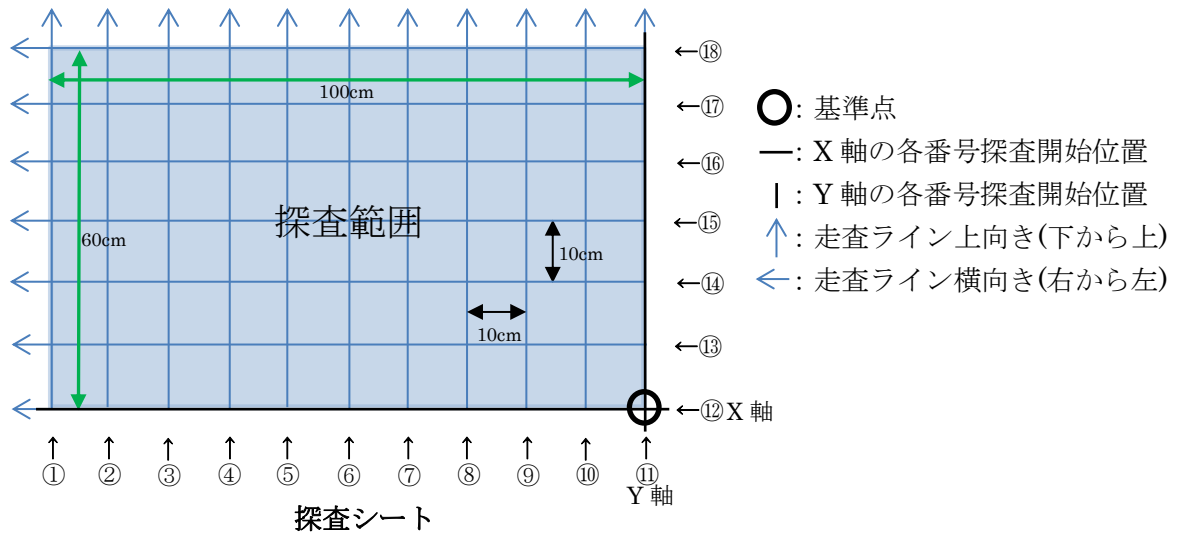 ←⑱
100cm
←⑰
○: 基準点
―: X 軸の各番号探査開始位置
←⑯
|: Y 軸の各番号探査開始位置
探査範囲
←⑮
60cm
10cm
↑: 走査ライン上向き(下から上)
←⑭
←: 走査ライン横向き(右から左)
10cm
←⑬
←⑫X 軸
↑ ↑ ↑ ↑ ↑ ↑ ↑ ↑ ↑ ↑ ↑
① ② ③ ④ ⑤ ⑥ ⑦ ⑧ ⑨ ⑩ ⑪
Y 軸
探査シート